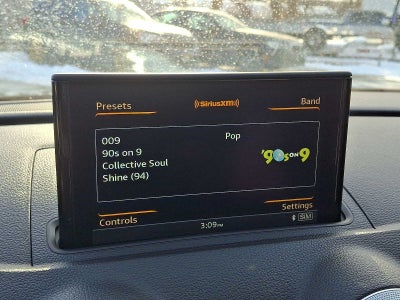 Presets
SiriusXM
Band
009
Pop
90s on 9
Collective Soul
Shine (94)
'90s ON 9
Controls
Settings
3:09PM
SIM